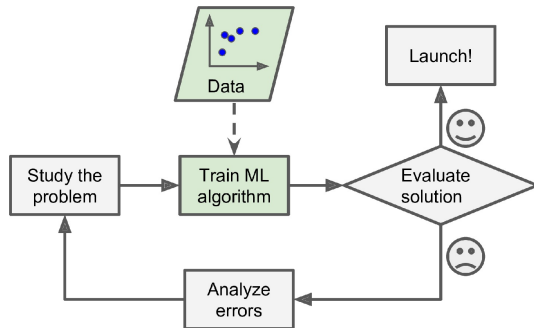 Data
Launch!
Study the
problem
Train ML
algorithm
Evaluate
solution
Analyze
errors